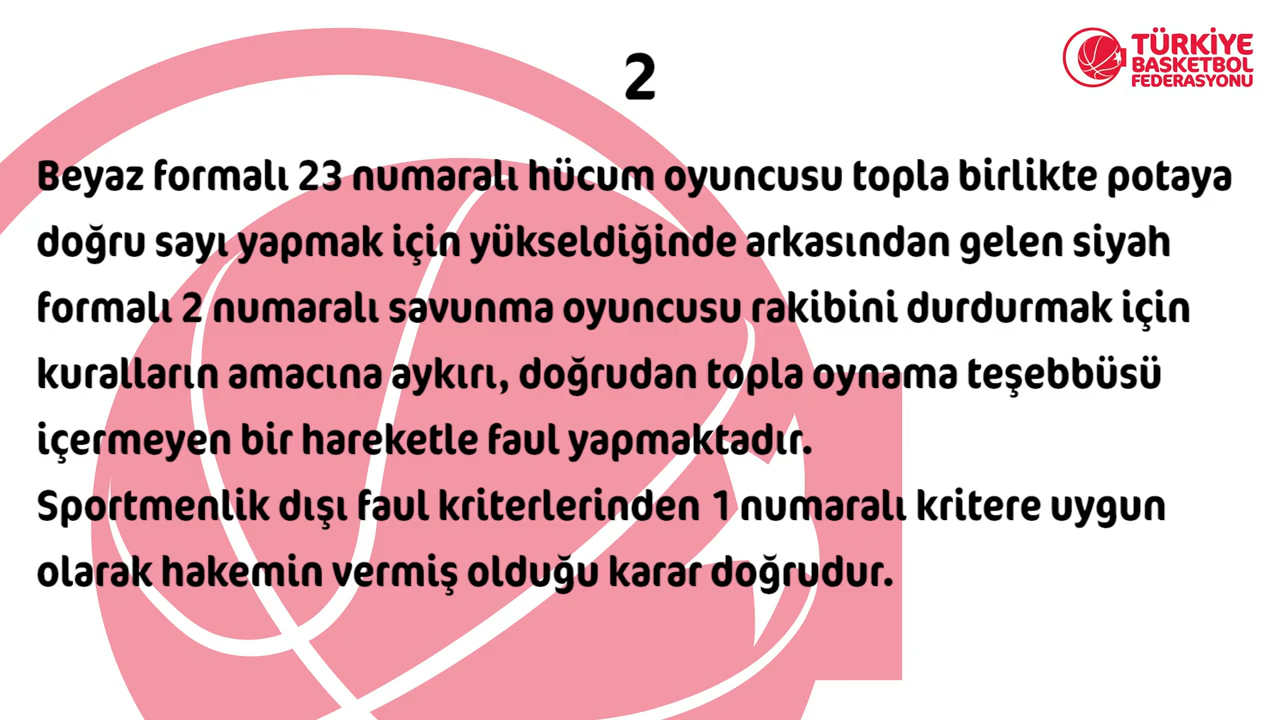 2
TÜRKİYE
BASKETBOL
FEDERASYONU
Beyaz formalı 23 numaralı hücum oyuncusu topla birlikte potaya
doğru sayı yapmak için yükseldiğinde arkasından gelen siyah
formalı 2 numaralı savunma oyuncusu rakibini durdurmak için
kuralların amacına aykırı, doğrudan topla oynama teşebbüsü
içermeyen bir hareketle faul yapmaktadır.
Sportmenlik dışı faul kriterlerinden 1 numaralı kritere uygun
olarak hakemin vermiş olduğu karar doğrudur.